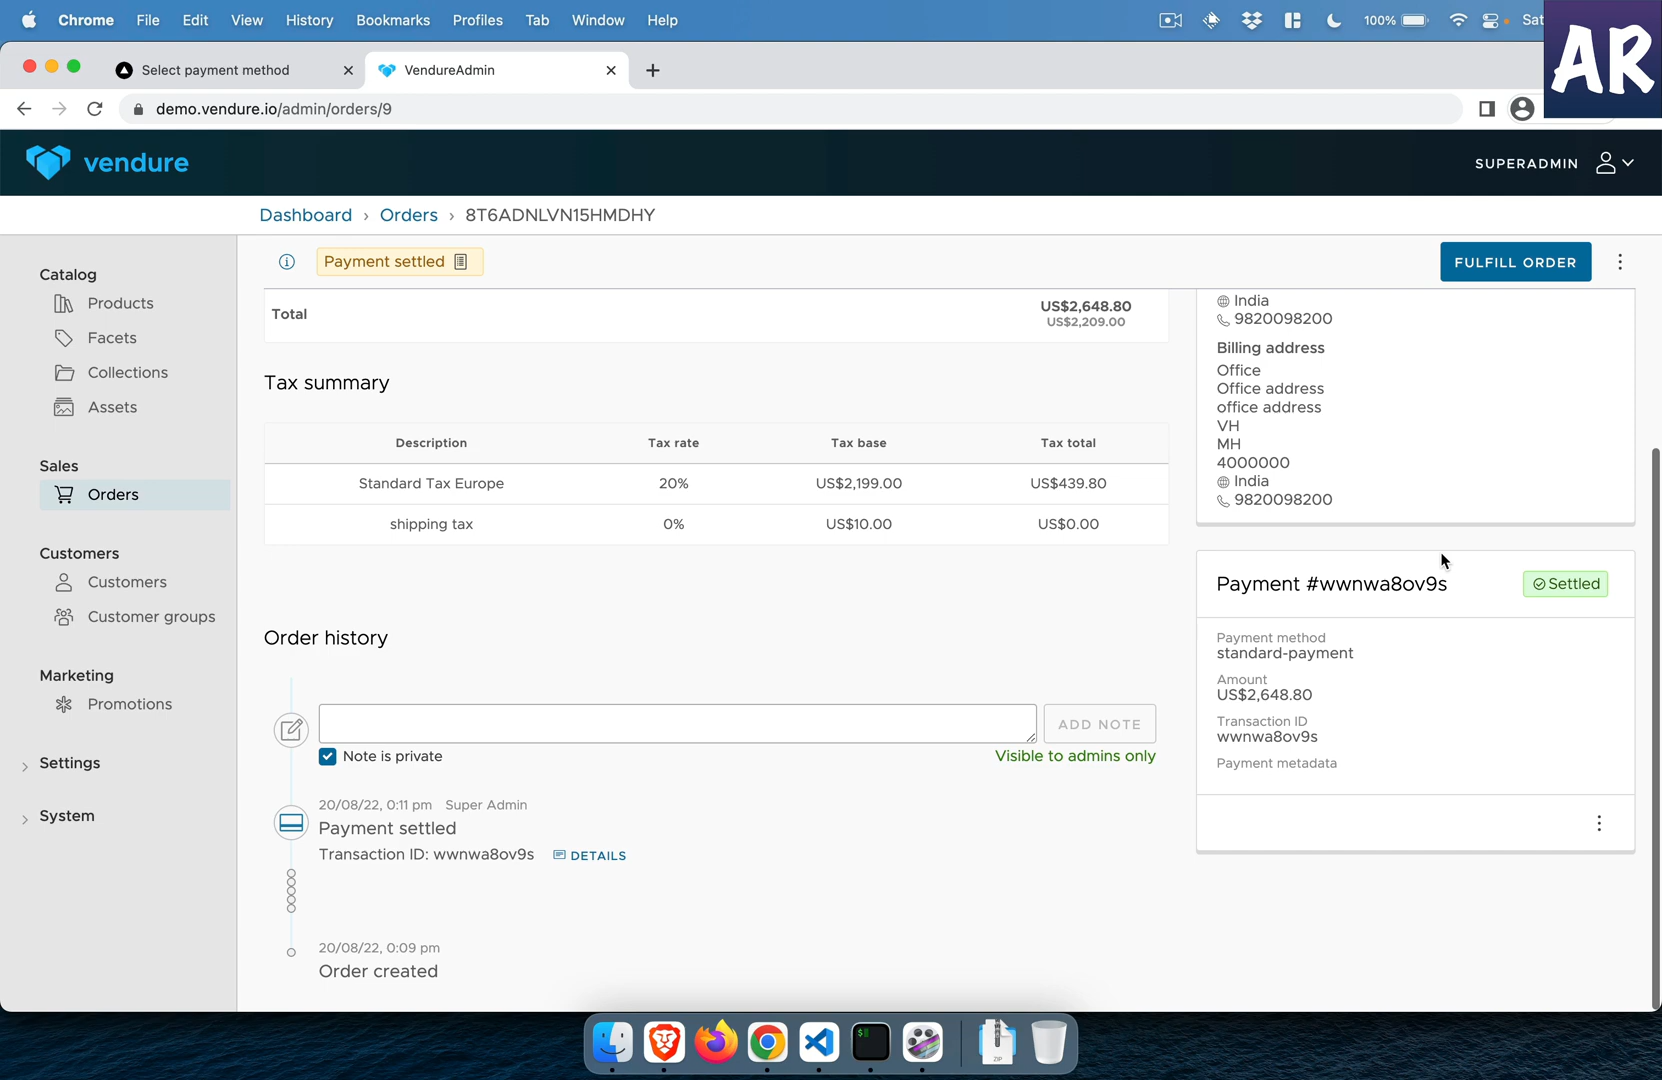 Chrome File Edit View History Bookmarks Profiles Tab Window Help 100% Sat
AR
Select payment method
VendureAdmin
demo.vendure.io/admin/orders/9
vendure
SUPERADMIN
Dashboard › Orders › 8T6ADNLVN15HMDHY
Payment settled
FULFILL ORDER
Catalog
Products
Facets
Collections
Assets
Sales
Orders
Customers
Customers
Customer groups
Marketing
Promotions
Settings
System
Total US$2,648.80
US$2,209.00
Tax summary
Description Tax rate Tax base Tax total
Standard Tax Europe 20% US$2,199.00 US$439.80
shipping tax 0% US$10.00 US$0.00
Order history
ADD NOTE
Note is private
Visible to admins only
20/08/22, 0:11 pm Super Admin
Payment settled
Transaction ID: wwnwa8ov9s DETAILS
20/08/22, 0:09 pm
Order created
India
9820098200
Billing address
Office
Office address
office address
VH
MH
4000000
India
9820098200
Payment #wwnwa8ov9s
Settled
Payment method
standard-payment
Amount
US$2,648.80
Transaction ID
wwnwa8ov9s
Payment metadata
ZIP